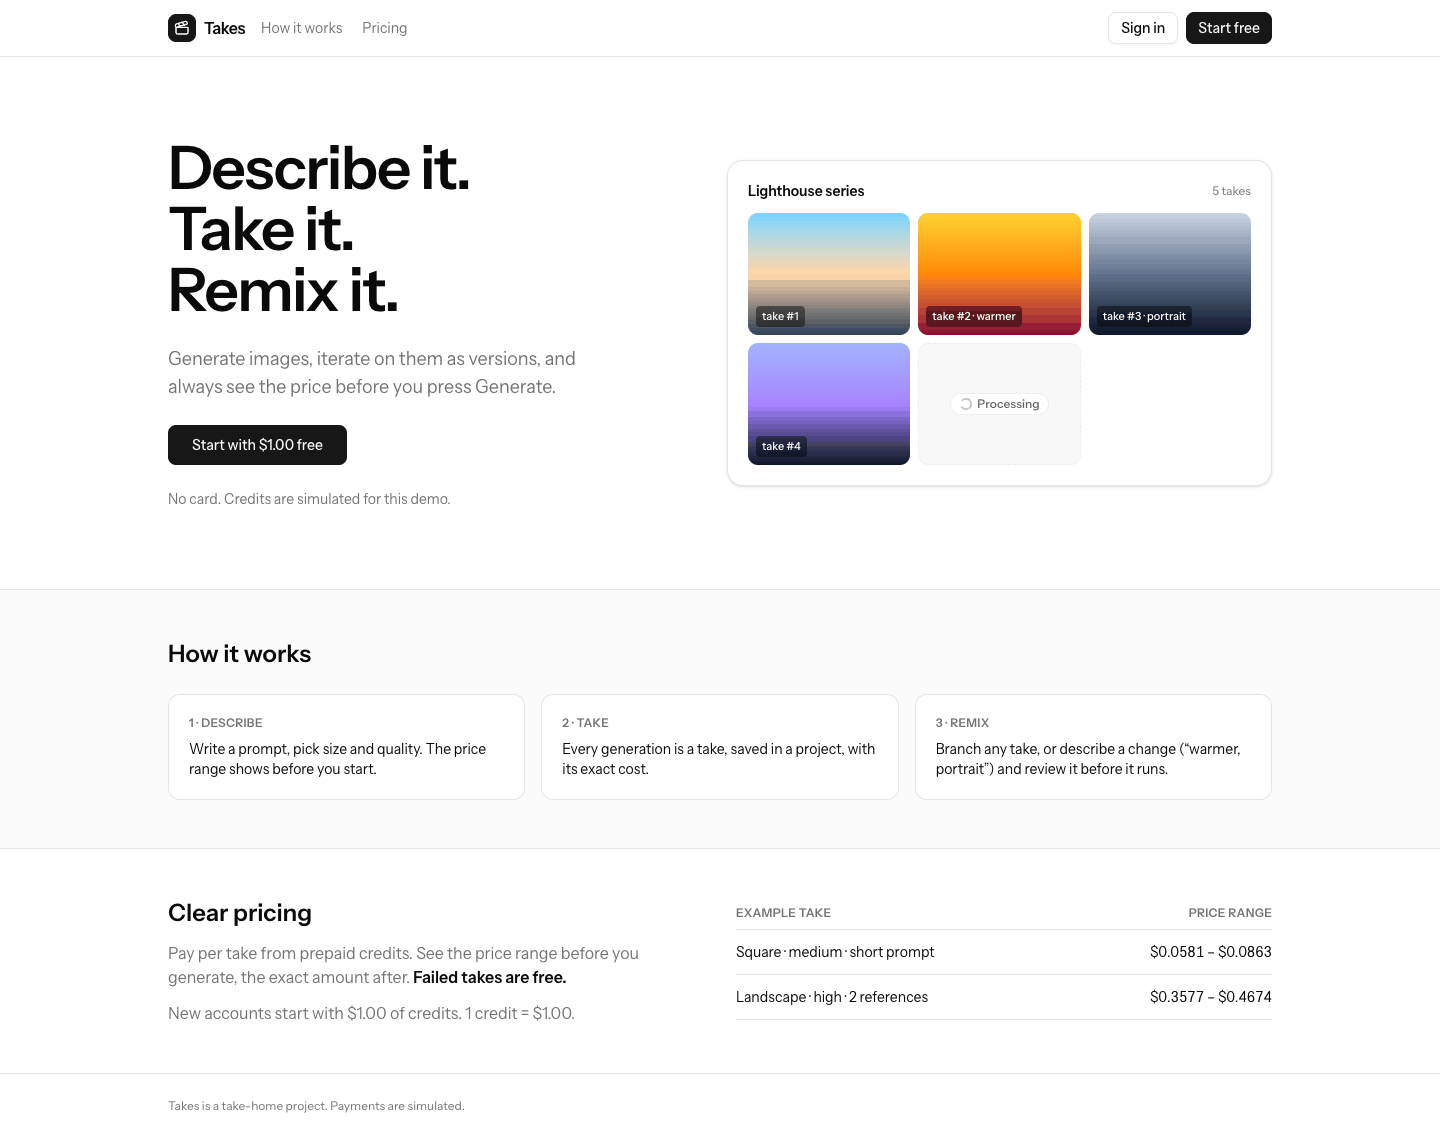 Takes
How it works
Pricing
Sign in
Start free
Describe it.
Take it.
Remix it.
Generate images, iterate on them as versions, and
always see the price before you press Generate.
Start with $1.00 free
No card. Credits are simulated for this demo.
Lighthouse series
5 takes
take #1
take #2 · warmer
take #3 · portrait
take #4
Processing
How it works
1 · DESCRIBE
Write a prompt, pick size and quality. The price
range shows before you start.
2 · TAKE
Every generation is a take, saved in a project, with
its exact cost.
3 · REMIX
Branch any take, or describe a change (“warmer,
portrait”) and review it before it runs.
Clear pricing
Pay per take from prepaid credits. See the price range before you
generate, the exact amount after. Failed takes are free.
New accounts start with $1.00 of credits. 1 credit = $1.00.
EXAMPLE TAKE PRICE RANGE
Square · medium · short prompt $0.0581 – $0.0863
Landscape · high · 2 references $0.3577 – $0.4674
Takes is a take-home project. Payments are simulated.